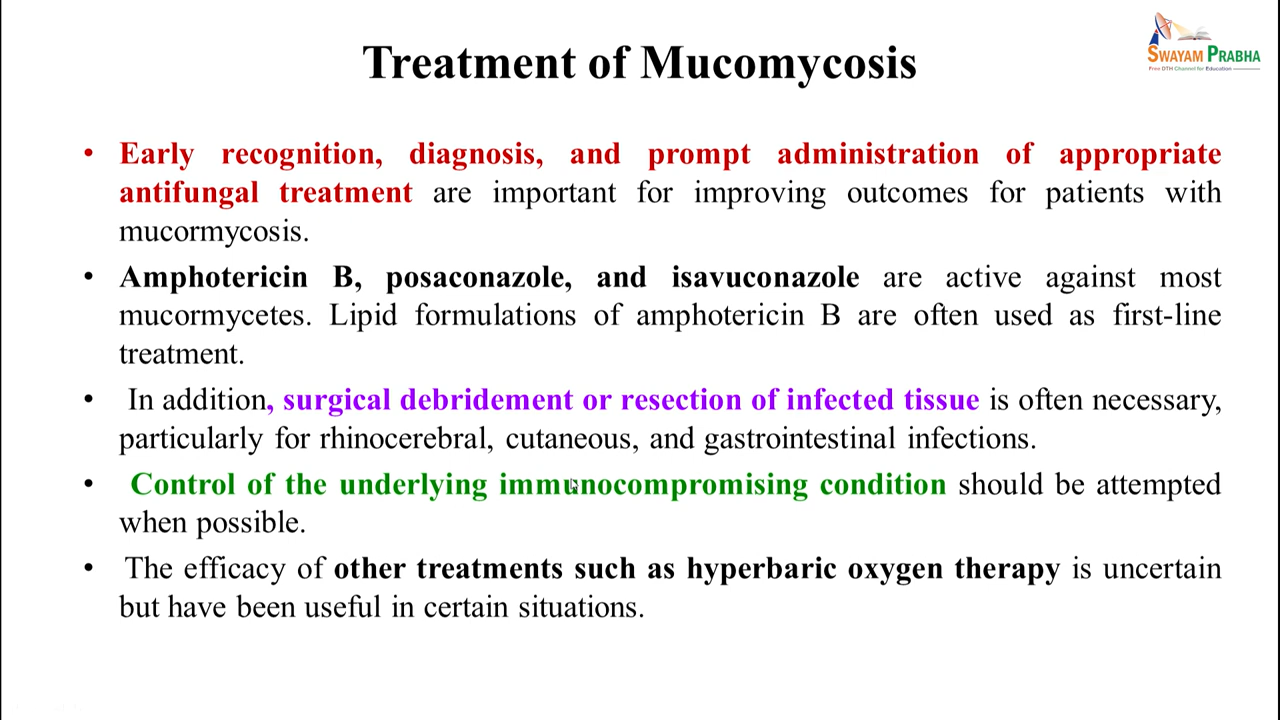 Treatment of Mucomycosis
SWAYAM PRABHA
Free DTH Channel for Education
• Early recognition, diagnosis, and prompt administration of appropriate
antifungal treatment are important for improving outcomes for patients with
mucormycosis.
• Amphotericin B, posaconazole, and isavuconazole are active against most
mucormycetes. Lipid formulations of amphotericin B are often used as first-line
treatment.
• In addition, surgical debridement or resection of infected tissue is often necessary,
particularly for rhinocerebral, cutaneous, and gastrointestinal infections.
• Control of the underlying immunocompromising condition should be attempted
when possible.
• The efficacy of other treatments such as hyperbaric oxygen therapy is uncertain
but have been useful in certain situations.